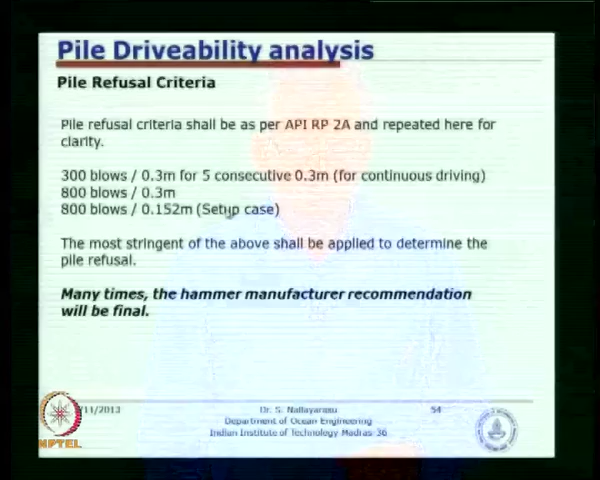 Pile Driveability analysis
Pile Refusal Criteria
Pile refusal criteria shall be as per API RP 2A and repeated here for
clarity.
300 blows / 0.3m for 5 consecutive 0.3m (for continuous driving)
800 blows / 0.3m
800 blows / 0.152m (Setup case)
The most stringent of the above shall be applied to determine the
pile refusal.
Many times, the hammer manufacturer recommendation
will be final.
/11/2013
Dr. S. Nallayarasu
54
Department of Ocean Engineering
Indian Institute of Technology Madras-36
NPTEL